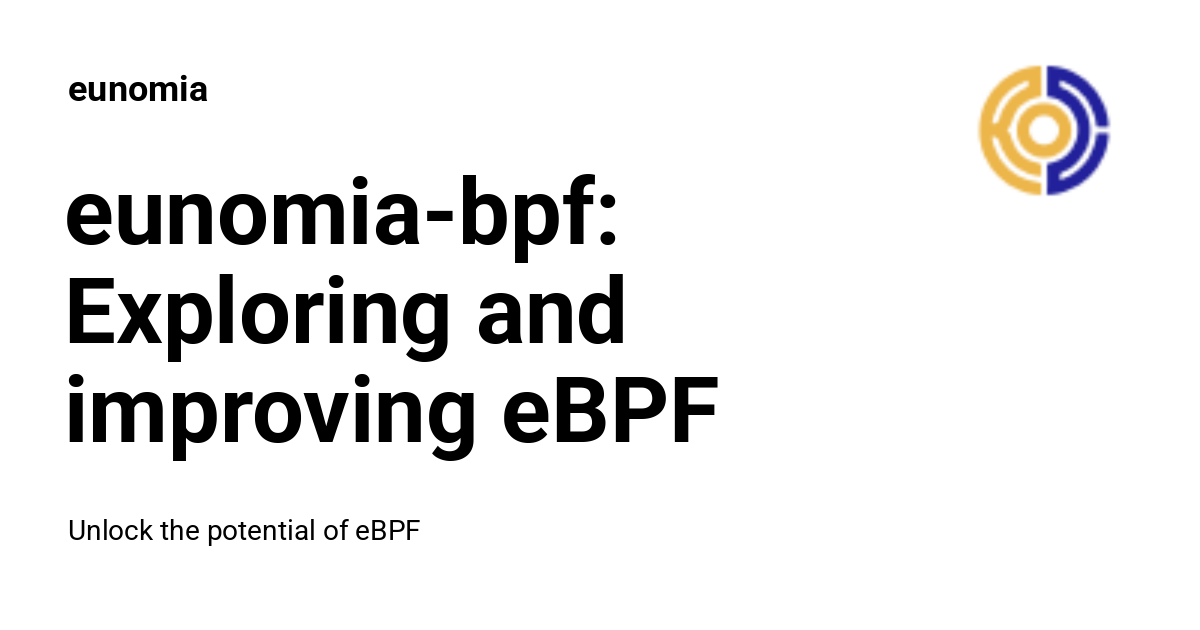 eunomia
eunomia-bpf:
Exploring and
improving eBPF
Unlock the potential of eBPF